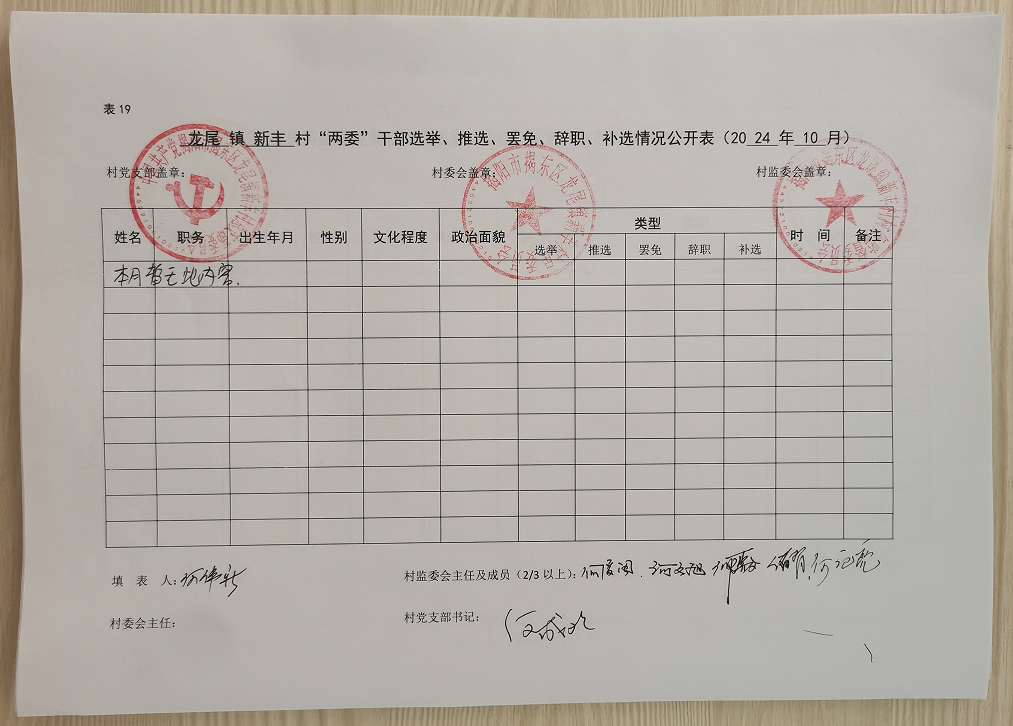 表 19
龙尾 镇 新丰 村“两委”干部选举、推选、罢免、辞职、补选情况公开表（20 24 年 10 月）
村党支部盖章： 村委会盖章： 村监委会盖章：
姓名 职务 出生年月 性别 文化程度 政治面貌 类型 时 间 备注
选举 推选 罢免 辞职 补选
本月暂无此内容.
填 表 人：
村监委会主任及成员（2/3 以上）：
村委会主任：
村党支部书记：